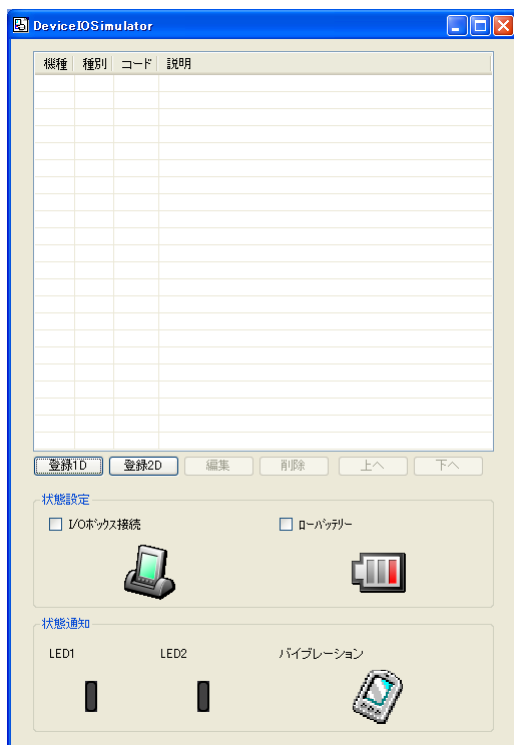 DeviceIOSimulator
機種 種別 コード 説明
登録1D 登録2D 編集 削除 上へ 下へ
状態設定
I/Oボックス接続 ローバッテリー
状態通知
LED1 LED2 バイブレーション